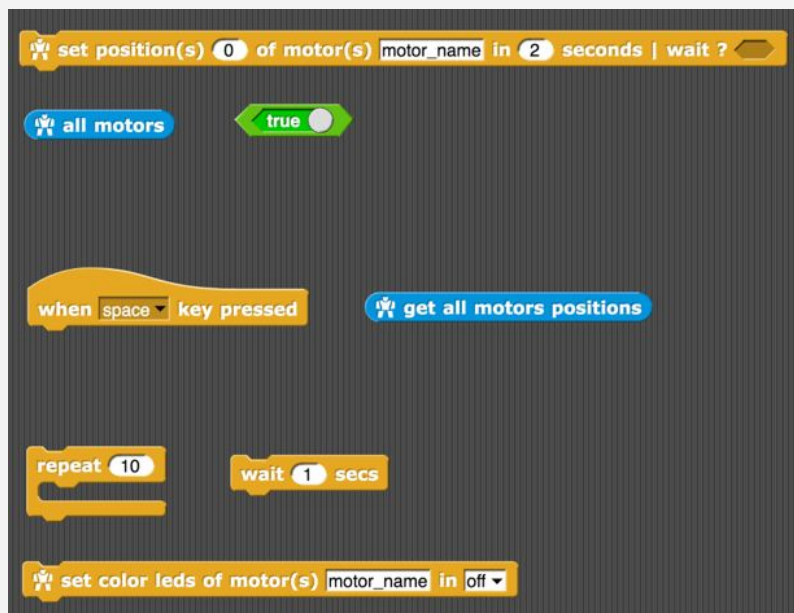 set position(s) 0 of motor(s) motor_name in 2 seconds | wait ?
all motors
true
when space key pressed
get all motors positions
repeat 10
wait 1 secs
set color leds of motor(s) motor_name in off